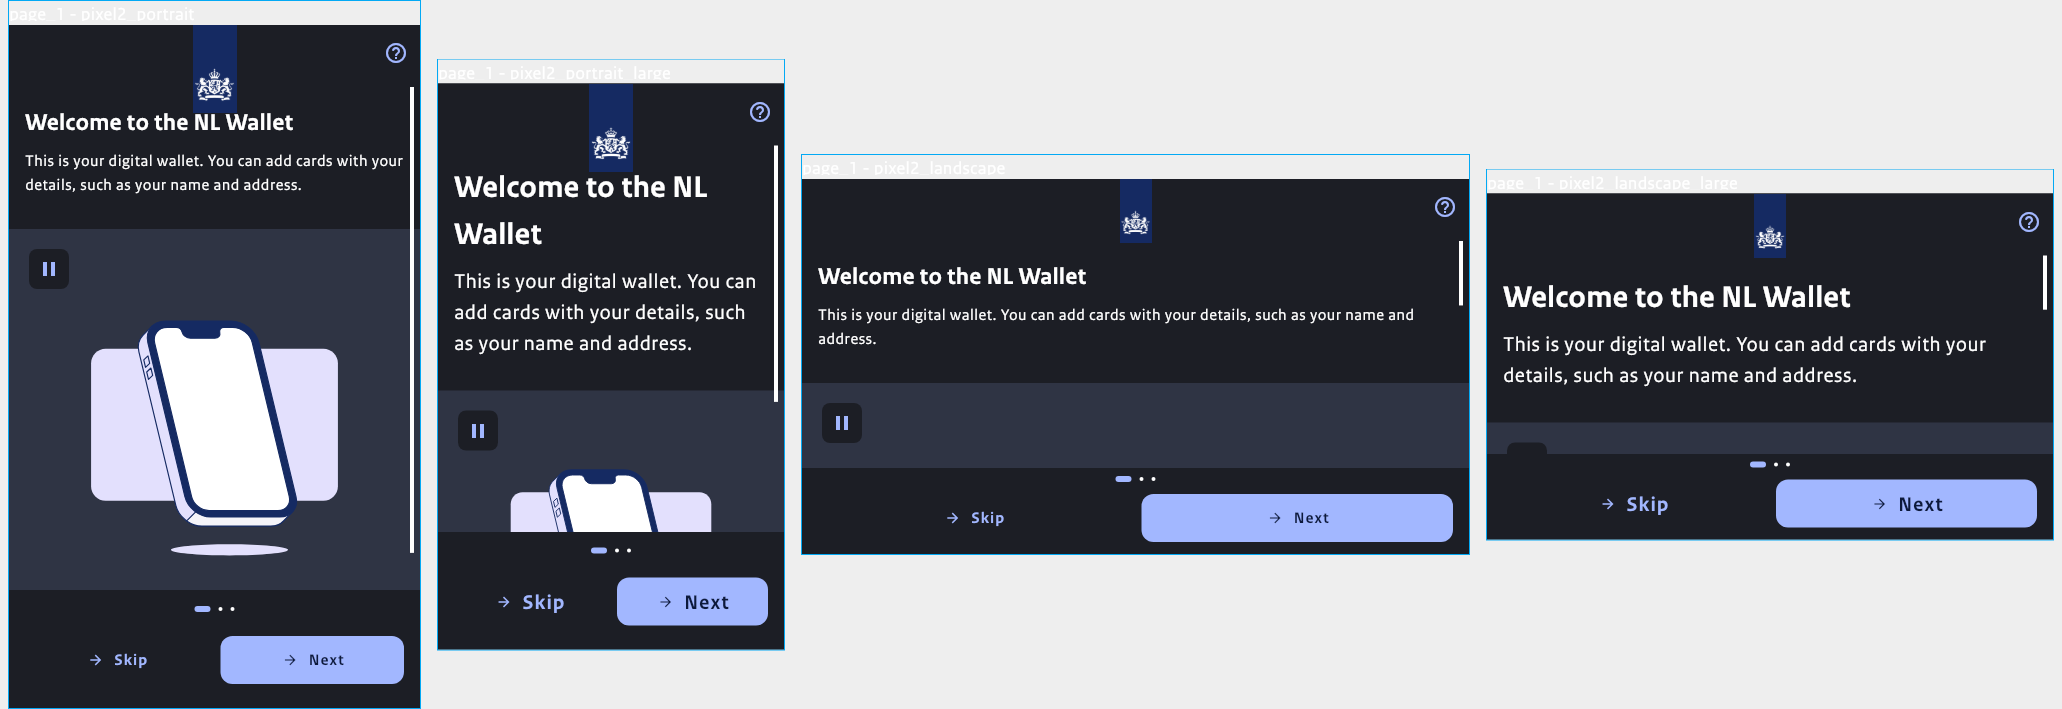 page_1 - pixel2_portrait
Welcome to the NL Wallet
This is your digital wallet. You can add cards with your
details, such as your name and address.
Skip
Next
page_1 - pixel2_portrait_large
Welcome to the NL
Wallet
This is your digital wallet. You can
add cards with your details, such
as your name and address.
Skip
Next
page_1 - pixel2_landscape
Welcome to the NL Wallet
This is your digital wallet. You can add cards with your details, such as your name and
address.
Skip
Next
page_1 - pixel2_landscape_large
Welcome to the NL Wallet
This is your digital wallet. You can add cards with your
details, such as your name and address.
Skip
Next